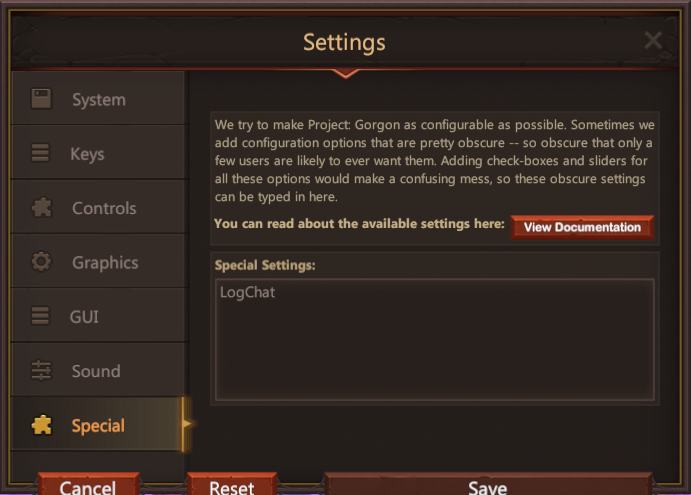 Settings
System
Keys
Controls
Graphics
GUI
Sound
Special
We try to make Project: Gorgon as configurable as possible. Sometimes we
add configuration options that are pretty obscure -- so obscure that only a
few users are likely to ever want them. Adding check-boxes and sliders for
all these options would make a confusing mess, so these obscure settings
can be typed in here.
You can read about the available settings here: View Documentation
Special Settings:
LogChat
Cancel Reset Save